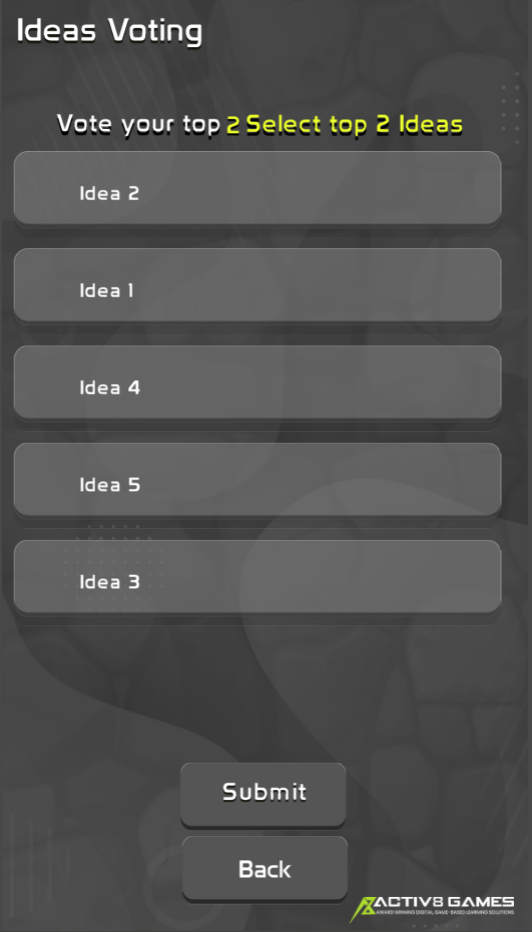 Ideas Voting
Vote your top 2 Select top 2 Ideas
Idea 2
Idea 1
Idea 4
Idea 5
Idea 3
Submit
Back
ACTIV8 GAMES
AWARD WINNING DIGITAL GAME-BASED LEARNING SOLUTIONS